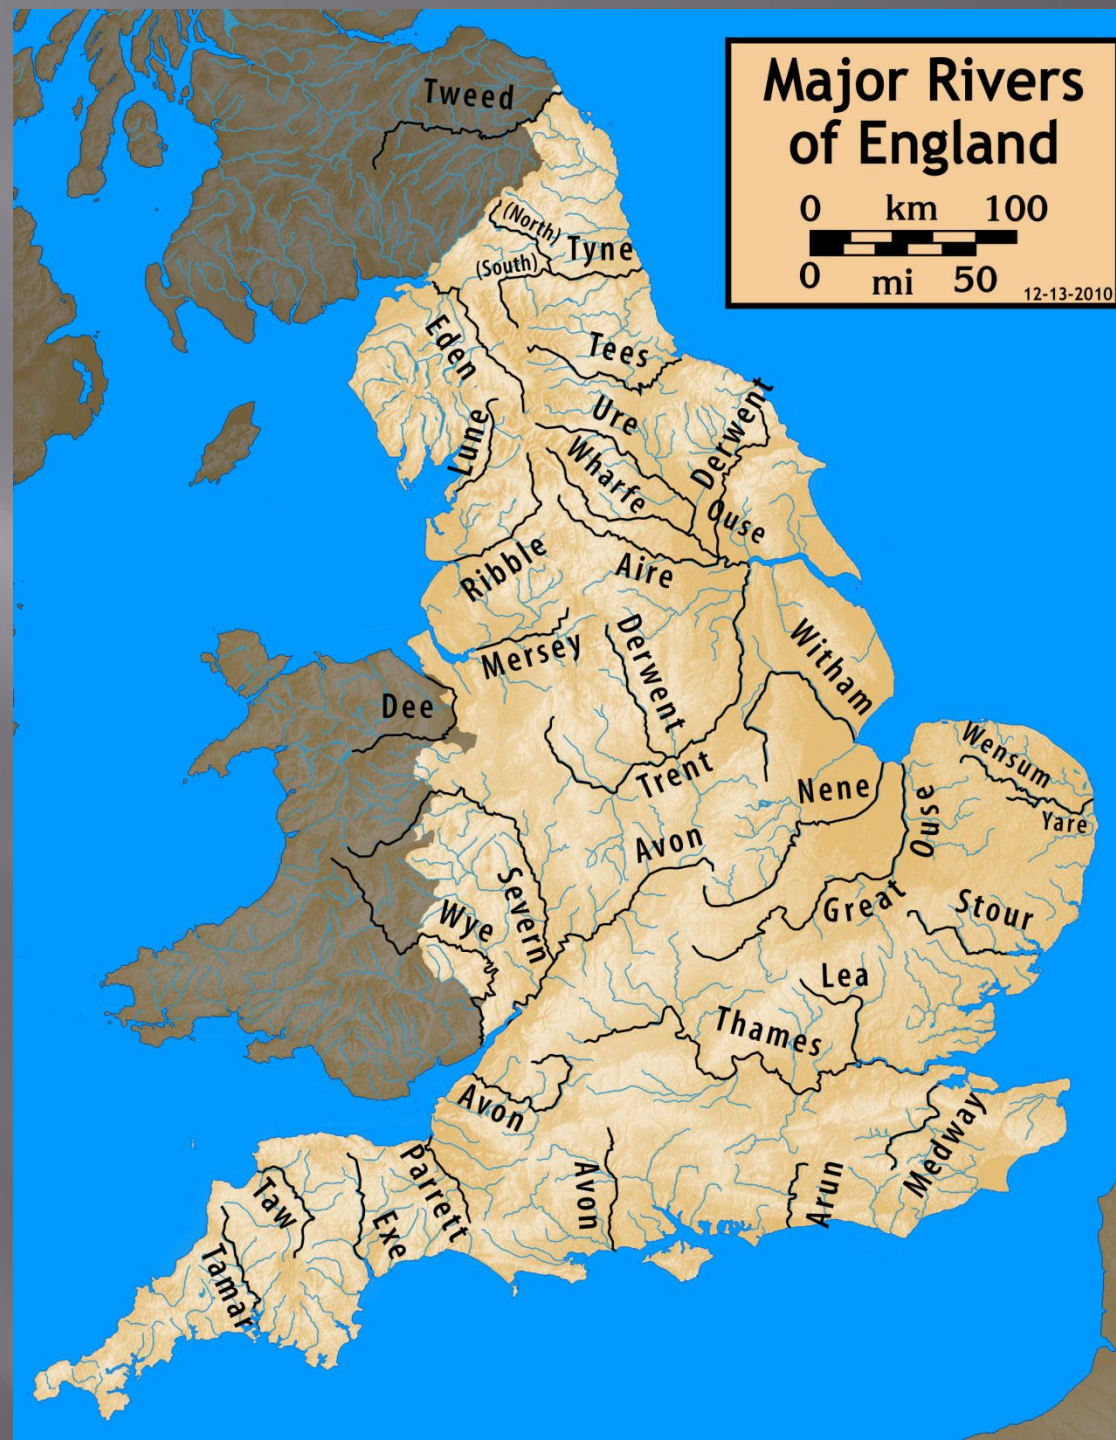 Major Rivers
of England
0 km 100
0 mi 50
12-13-2010
Tweed
(North)
Tyne
(South)
Eden
Tees
Lune
Ure
Derwent
Wharfe
Ouse
Ribble
Aire
Mersey
Derwent
Witham
Dee
Trent
Nene
Wensum
Yare
Ouse
Avon
Severn
Wye
Great
Stour
Lea
Thames
Avon
Medway
Parrett
Avon
Arun
Taw
Exe
Tamar